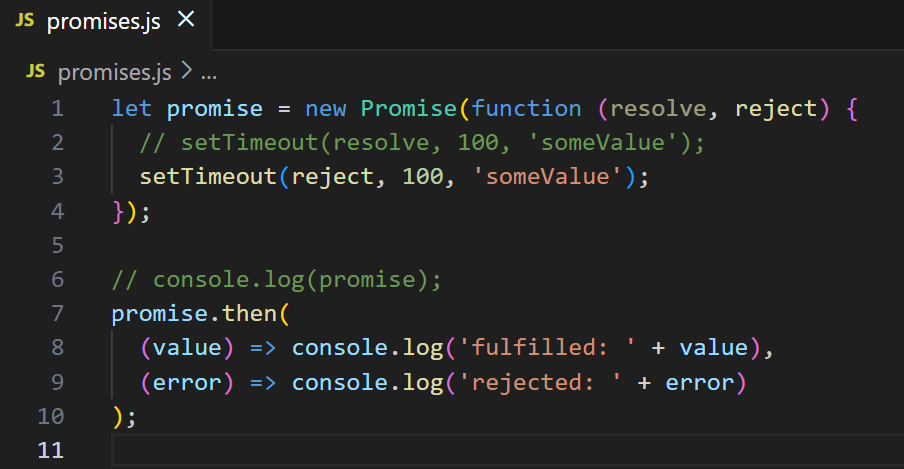 JS promises.js ×
JS promises.js > ...
1 let promise = new Promise(function (resolve, reject) {
2 // setTimeout(resolve, 100, 'someValue');
3 setTimeout(reject, 100, 'someValue');
4 });
5
6 // console.log(promise);
7 promise.then(
8 (value) => console.log('fulfilled: ' + value),
9 (error) => console.log('rejected: ' + error)
10 );
11